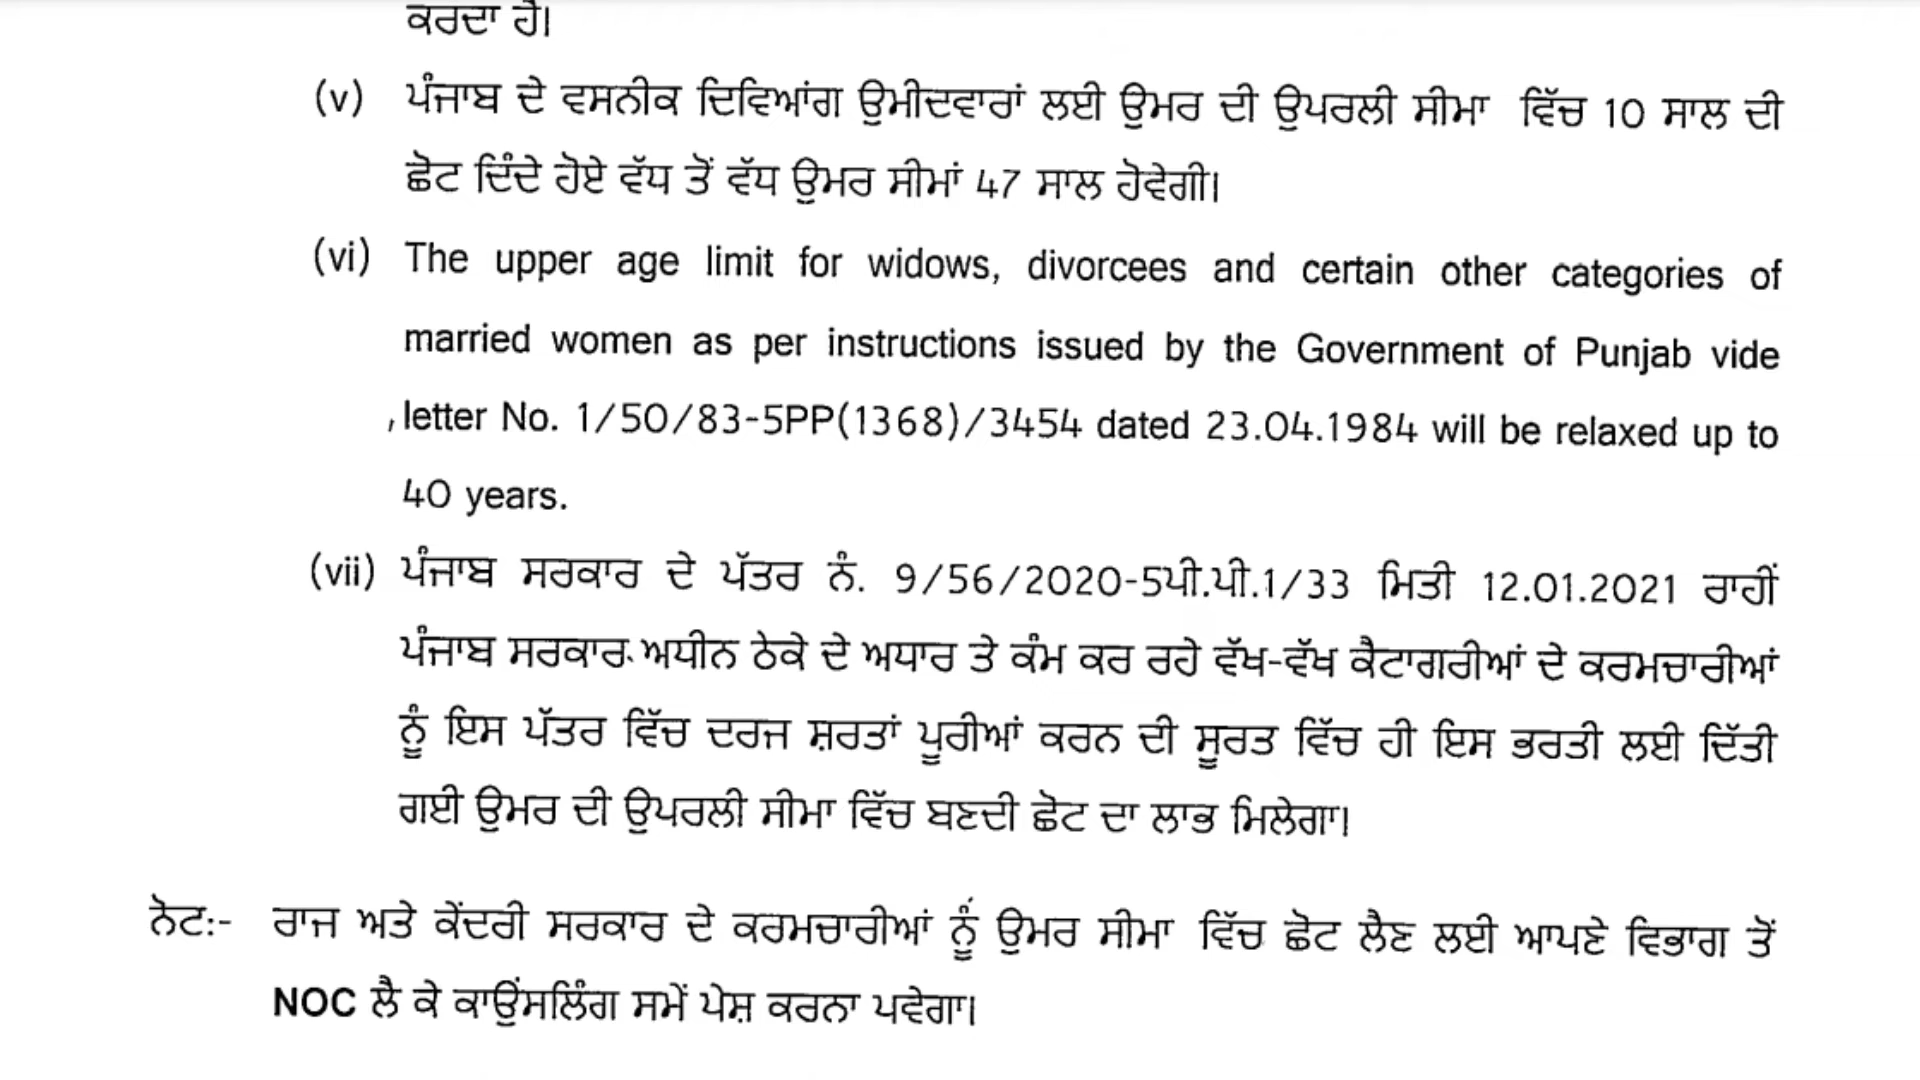 ਕਰਦਾ ਹੈ।
(v) ਪੰਜਾਬ ਦੇ ਵਸਨੀਕ ਦਿਵਿਆਂਗ ਉਮੀਦਵਾਰਾਂ ਲਈ ਉਮਰ ਦੀ ਉਪਰਲੀ ਸੀਮਾ ਵਿੱਚ 10 ਸਾਲ ਦੀ
ਛੋਟ ਦਿੰਦੇ ਹੋਏ ਵੱਧ ਤੋਂ ਵੱਧ ਉਮਰ ਸੀਮਾਂ 47 ਸਾਲ ਹੋਵੇਗੀ।
(vi) The upper age limit for widows, divorcees and certain other categories of
married women as per instructions issued by the Government of Punjab vide
letter No. 1/50/83-5PP(1368)/3454 dated 23.04.1984 will be relaxed up to
40 years.
(vii) ਪੰਜਾਬ ਸਰਕਾਰ ਦੇ ਪੱਤਰ ਨੰ. 9/56/2020-5ਪੀ.ਪੀ.1/33 ਮਿਤੀ 12.01.2021 ਰਾਹੀਂ
ਪੰਜਾਬ ਸਰਕਾਰ ਅਧੀਨ ਠੇਕੇ ਦੇ ਅਧਾਰ ਤੇ ਕੰਮ ਕਰ ਰਹੇ ਵੱਖ-ਵੱਖ ਕੈਟਾਗਰੀਆਂ ਦੇ ਕਰਮਚਾਰੀਆਂ
ਨੂੰ ਇਸ ਪੱਤਰ ਵਿੱਚ ਦਰਜ ਸ਼ਰਤਾਂ ਪੂਰੀਆਂ ਕਰਨ ਦੀ ਸੂਰਤ ਵਿੱਚ ਹੀ ਇਸ ਭਰਤੀ ਲਈ ਦਿੱਤੀ
ਗਈ ਉਮਰ ਦੀ ਉਪਰਲੀ ਸੀਮਾ ਵਿੱਚ ਬਣਦੀ ਛੋਟ ਦਾ ਲਾਭ ਮਿਲੇਗਾ।
ਨੋਟ:- ਰਾਜ ਅਤੇ ਕੇਂਦਰੀ ਸਰਕਾਰ ਦੇ ਕਰਮਚਾਰੀਆਂ ਨੂੰ ਉਮਰ ਸੀਮਾ ਵਿੱਚ ਛੋਟ ਲੈਣ ਲਈ ਆਪਣੇ ਵਿਭਾਗ ਤੋਂ
NOC ਲੈ ਕੇ ਕਾਉਂਸਲਿੰਗ ਸਮੇਂ ਪੇਸ਼ ਕਰਨਾ ਪਵੇਗਾ।